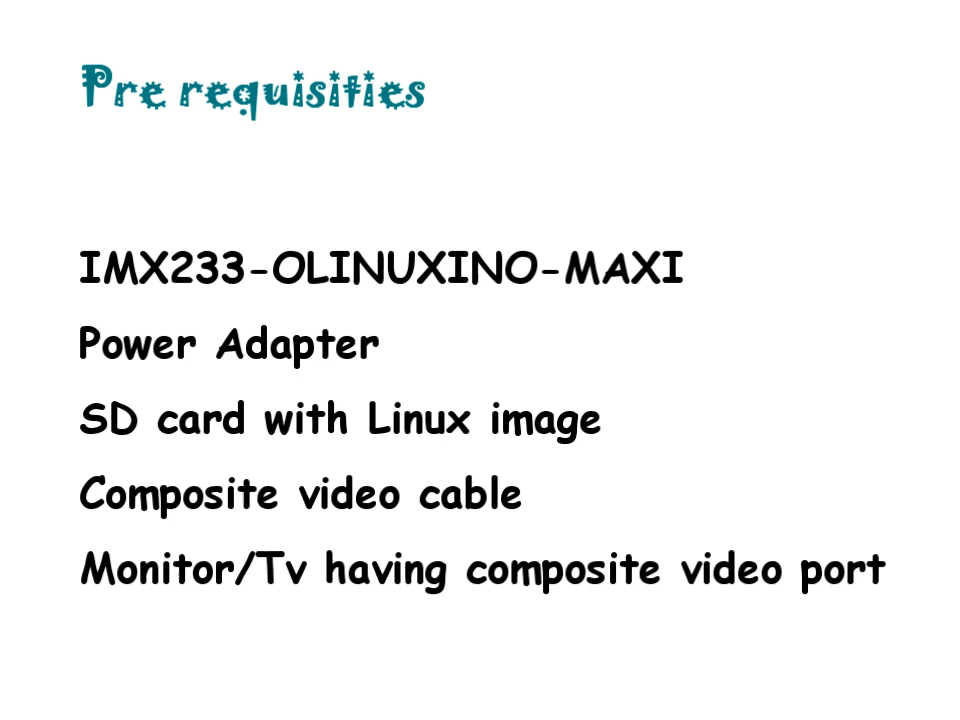 Pre requisities
IMX233-OLINUXINO-MAXI
Power Adapter
SD card with Linux image
Composite video cable
Monitor/Tv having composite video port